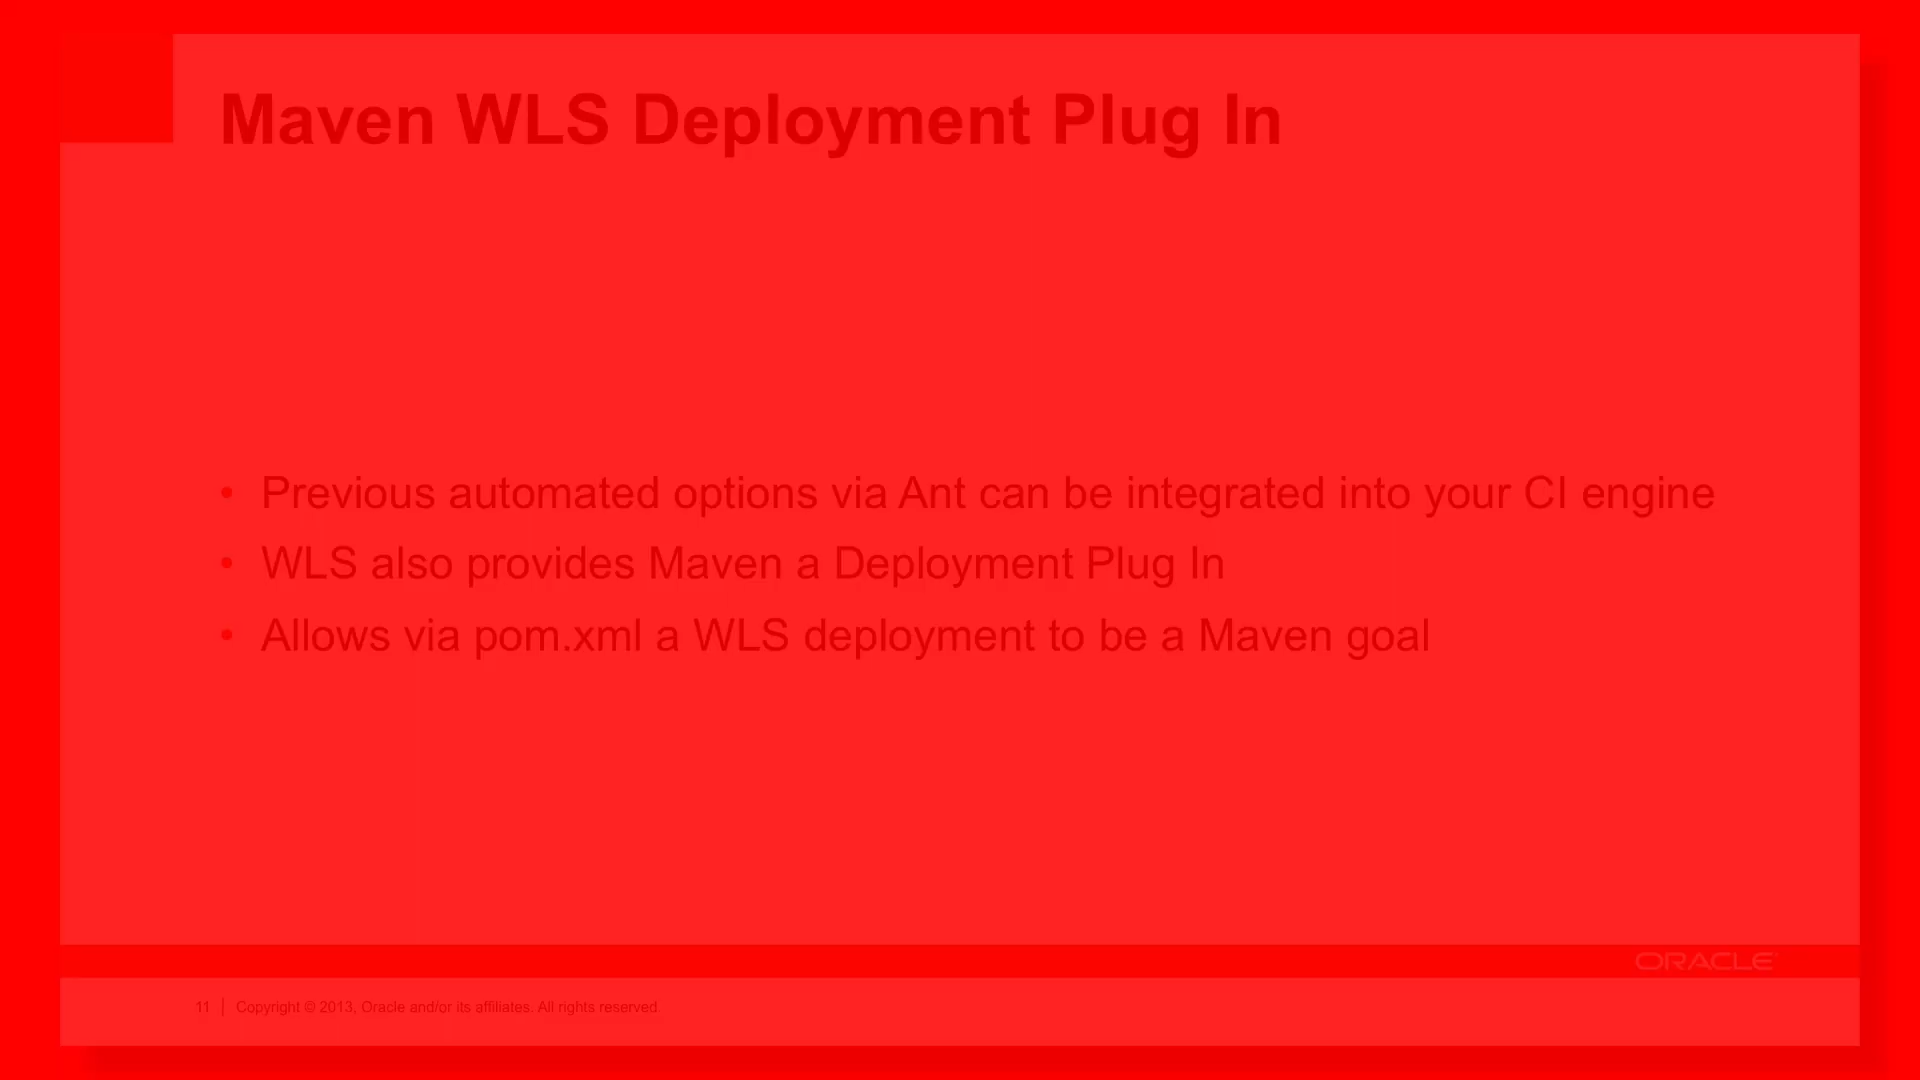 Maven WLS Deployment Plug In
• Previous automated options via Ant can be integrated into your CI engine
• WLS also provides Maven a Deployment Plug In
• Allows via pom.xml a WLS deployment to be a Maven goal
ORACLE
11 | Copyright © 2013, Oracle and/or its affiliates. All rights reserved.